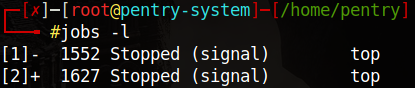 ┌─[✗]─[root@pentry-system]─[/home/pentry]
└──╼ #jobs -l
[1]-  1552 Stopped (signal)        top
[2]+  1627 Stopped (signal)        top